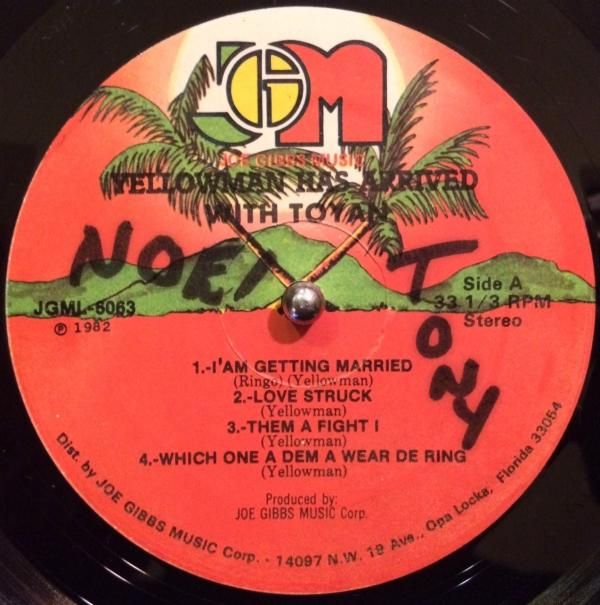 JGM
JOE GIBBS MUSIC
YELLOWMAN HAS ARRIVED
WITH TOYAN
NOEL
TONY
JGML-6063
℗ 1982
Side A
33 1/3 RPM
Stereo
1.-I'AM GETTING MARRIED
(Ringo) (Yellowman)
2.-LOVE STRUCK
(Yellowman)
3.-THEM A FIGHT I
(Yellowman)
4.-WHICH ONE A DEM A WEAR DE RING
(Yellowman)
Produced by:
JOE GIBBS MUSIC Corp.
Dist. by JOE GIBBS MUSIC Corp. - 14097 N.W. 19 Ave., Opa Locka, Florida 33054